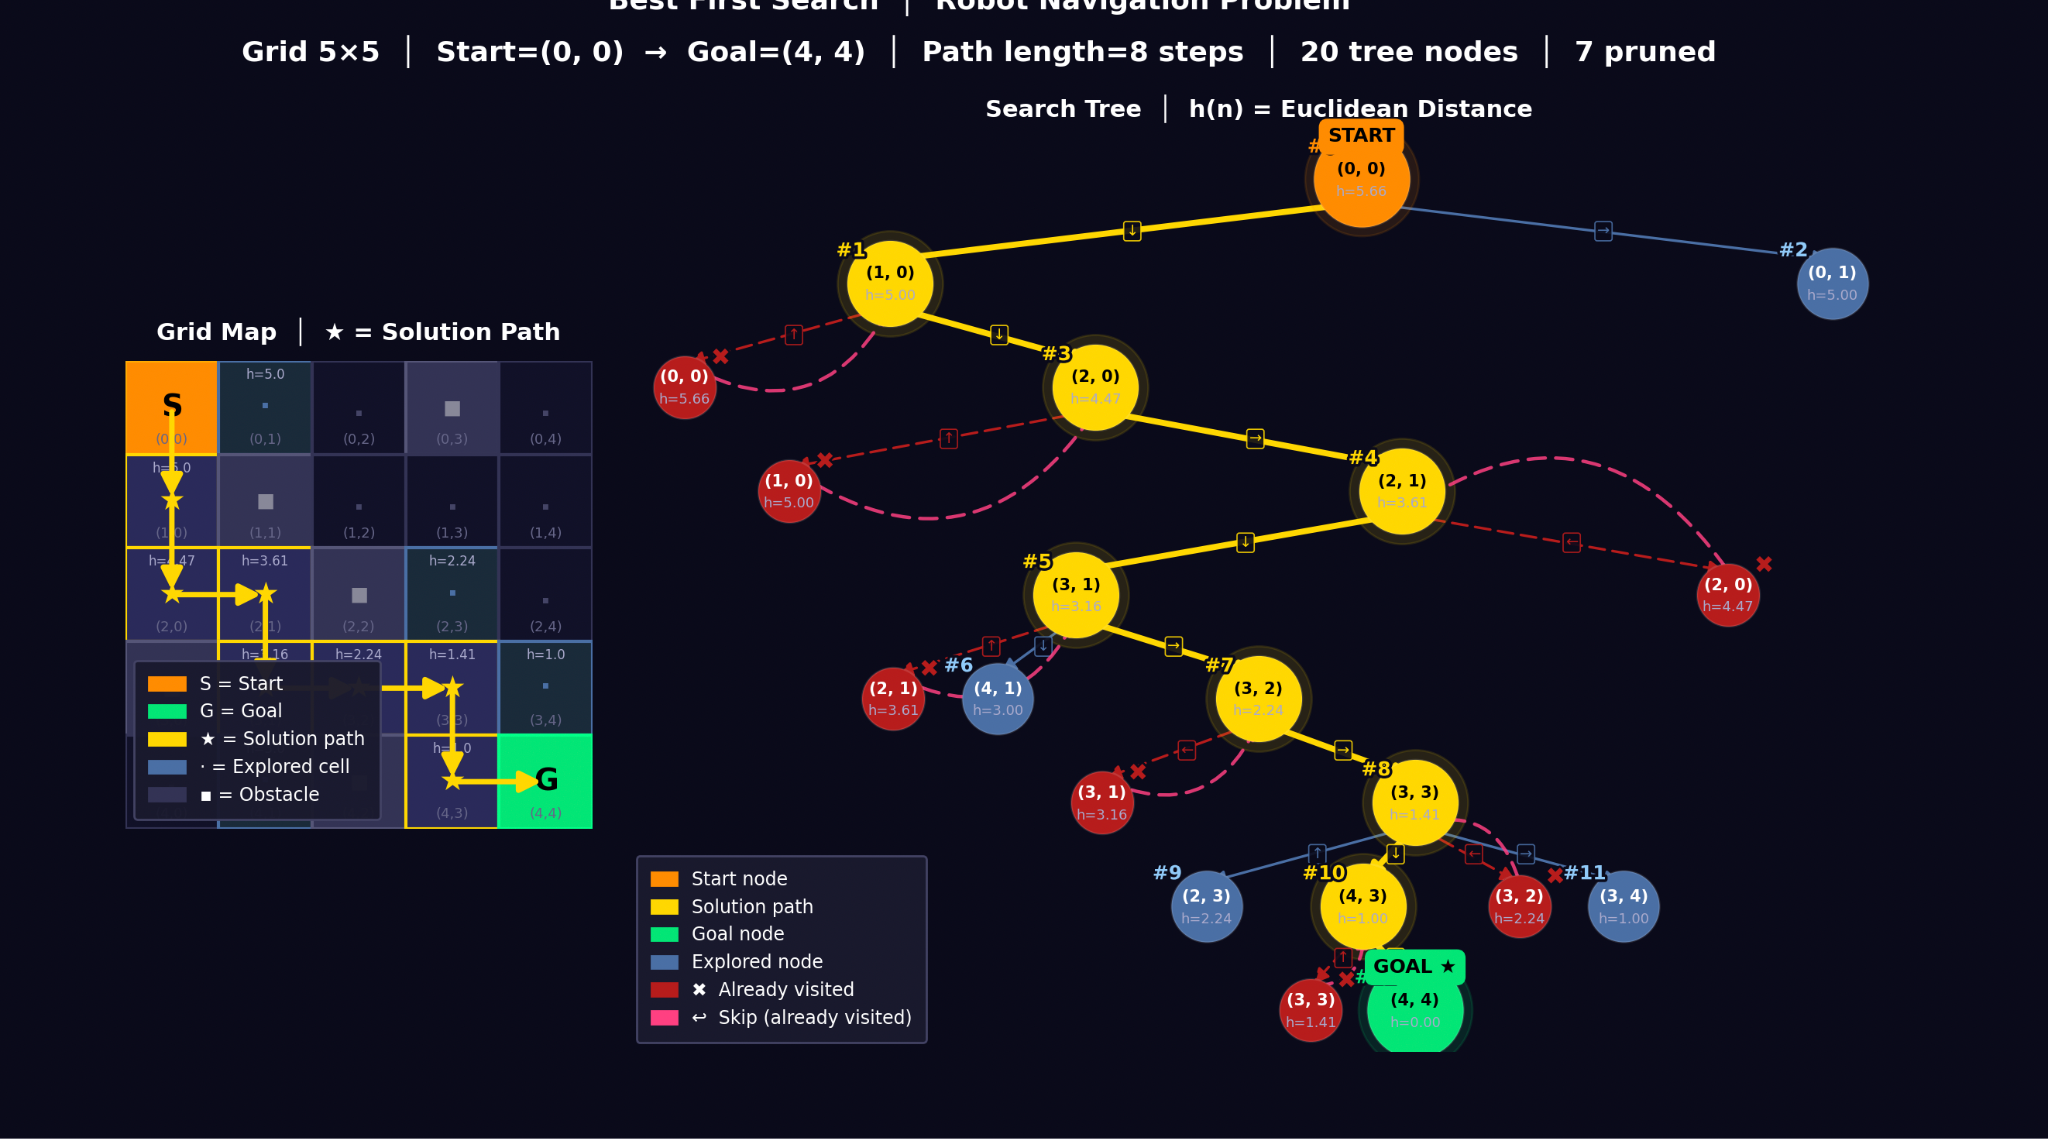 Best First Search │ Robot Navigation Problem
Grid 5×5 │ Start=(0, 0) → Goal=(4, 4) │ Path length=8 steps │ 20 tree nodes │ 7 pruned
Search Tree │ h(n) = Euclidean Distance
START
(0, 0)
h=5.66
↓
→
#1
(1, 0)
h=5.00
#2
(0, 1)
h=5.00
↑
↓
✖
(0, 0)
h=5.66
#3
(2, 0)
h=4.47
↑
→
✖
(1, 0)
h=5.00
#4
(2, 1)
h=3.61
↓
←
#5
(3, 1)
h=3.16
✖
(2, 0)
h=4.47
↑
↓
→
✖
(2, 1)
h=3.61
#6
(4, 1)
h=3.00
#7
(3, 2)
h=2.24
←
→
✖
(3, 1)
h=3.16
#8
(3, 3)
h=1.41
↑
↓
←
→
#9
(2, 3)
h=2.24
#10
(4, 3)
h=1.00
✖
(3, 2)
h=2.24
#11
(3, 4)
h=1.00
↑
✖
(3, 3)
h=1.41
GOAL ★
(4, 4)
h=0.00
Grid Map │ ★ = Solution Path
S
h=5.0
(0,1)
(0,2)
(0,3)
(0,4)
(1,1)
(1,2)
(1,3)
(1,4)
h=3.61
h=2.24
(2,0)
(2,2)
(2,3)
(2,4)
h=2.24
h=1.41
h=1.0
(3,4)
G
(4,3)
(4,4)
S = Start
G = Goal
★ = Solution path
· = Explored cell
■ = Obstacle
Start node
Solution path
Goal node
Explored node
✖ Already visited
↩ Skip (already visited)